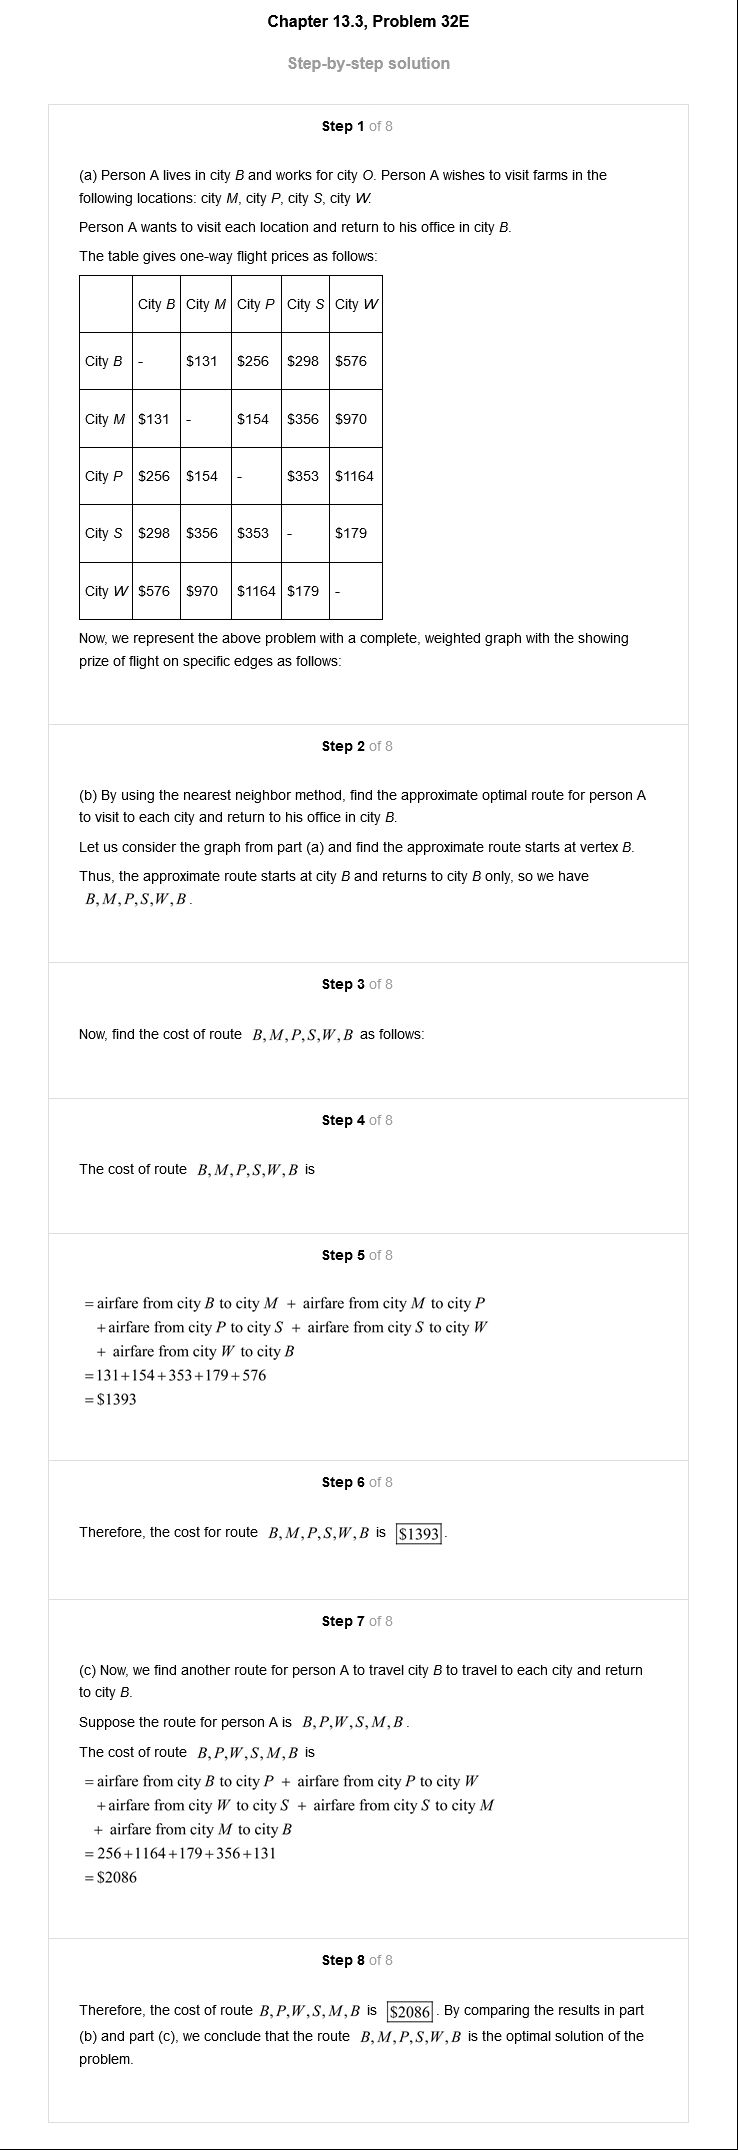 Chapter 13.3, Problem 32E
Step-by-step solution
Step 1 of 8
(a) Person A lives in city B and works for city O. Person A wishes to visit farms in the
following locations: city M, city P, city S, city W.
Person A wants to visit each location and return to his office in city B.
The table gives one-way flight prices as follows:
City B City M City P City S City W
City B - $131 $256 $298 $576
City M $131 - $154 $356 $970
City P $256 $154 - $353 $1164
City S $298 $356 $353 - $179
City W $576 $970 $1164 $179 -
Now, we represent the above problem with a complete, weighted graph with the showing
prize of flight on specific edges as follows:
Step 2 of 8
(b) By using the nearest neighbor method, find the approximate optimal route for person A
to visit to each city and return to his office in city B.
Let us consider the graph from part (a) and find the approximate route starts at vertex B.
Thus, the approximate route starts at city B and returns to city B only, so we have
B, M, P, S, W, B.
Step 3 of 8
Now, find the cost of route B, M, P, S, W, B as follows:
Step 4 of 8
The cost of route B, M, P, S, W, B is
Step 5 of 8
= airfare from city B to city M + airfare from city M to city P
+ airfare from city P to city S + airfare from city S to city W
+ airfare from city W to city B
= 131+154+353+179+576
= $1393
Step 6 of 8
Therefore, the cost for route B, M, P, S, W, B is $1393.
Step 7 of 8
(c) Now, we find another route for person A to travel city B to travel to each city and return
to city B.
Suppose the route for person A is B, P, W, S, M, B.
The cost of route B, P, W, S, M, B is
= airfare from city B to city P + airfare from city P to city W
+ airfare from city W to city S + airfare from city S to city M
+ airfare from city M to city B
= 256+1164+179+356+131
= $2086
Step 8 of 8
Therefore, the cost of route B, P, W, S, M, B is $2086. By comparing the results in part
(b) and part (c), we conclude that the route B, M, P, S, W, B is the optimal solution of the
problem.